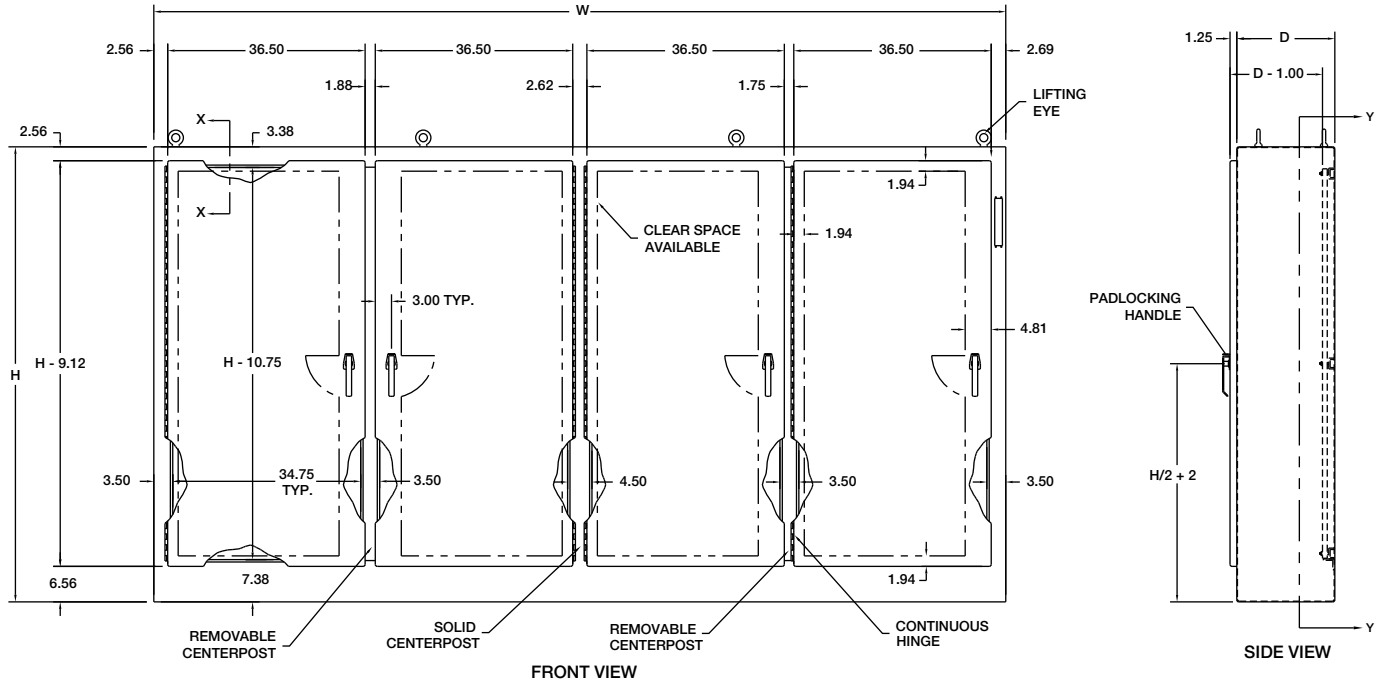 W
2.56
36.50
36.50
36.50
36.50
2.69
1.25
D
D - 1.00
1.88
2.62
1.75
LIFTING
EYE
X
Y
2.56
3.38
1.94
X
CLEAR SPACE
AVAILABLE
1.94
3.00 TYP.
PADLOCKING
HANDLE
4.81
H
H - 9.12
H - 10.75
3.50
34.75
TYP.
3.50
4.50
3.50
3.50
H/2 + 2
6.56
7.38
1.94
REMOVABLE
CENTERPOST
SOLID
CENTERPOST
REMOVABLE
CENTERPOST
CONTINUOUS
HINGE
Y
FRONT VIEW
SIDE VIEW